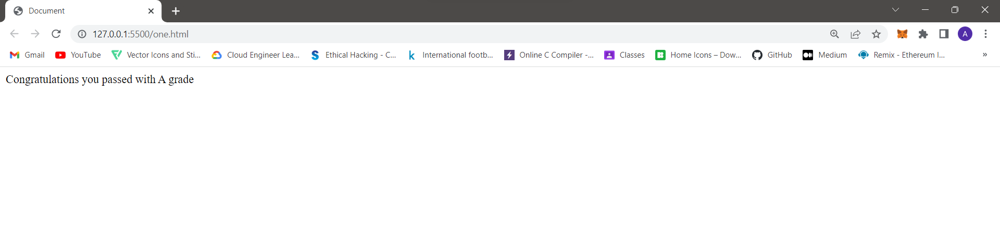 Document
127.0.0.1:5500/one.html
A
Gmail YouTube Vector Icons and Sti... Cloud Engineer Lea... Ethical Hacking - C... International footb... Online C Compiler -... Classes Home Icons – Dow... GitHub Medium Remix - Ethereum I... »
Congratulations you passed with A grade